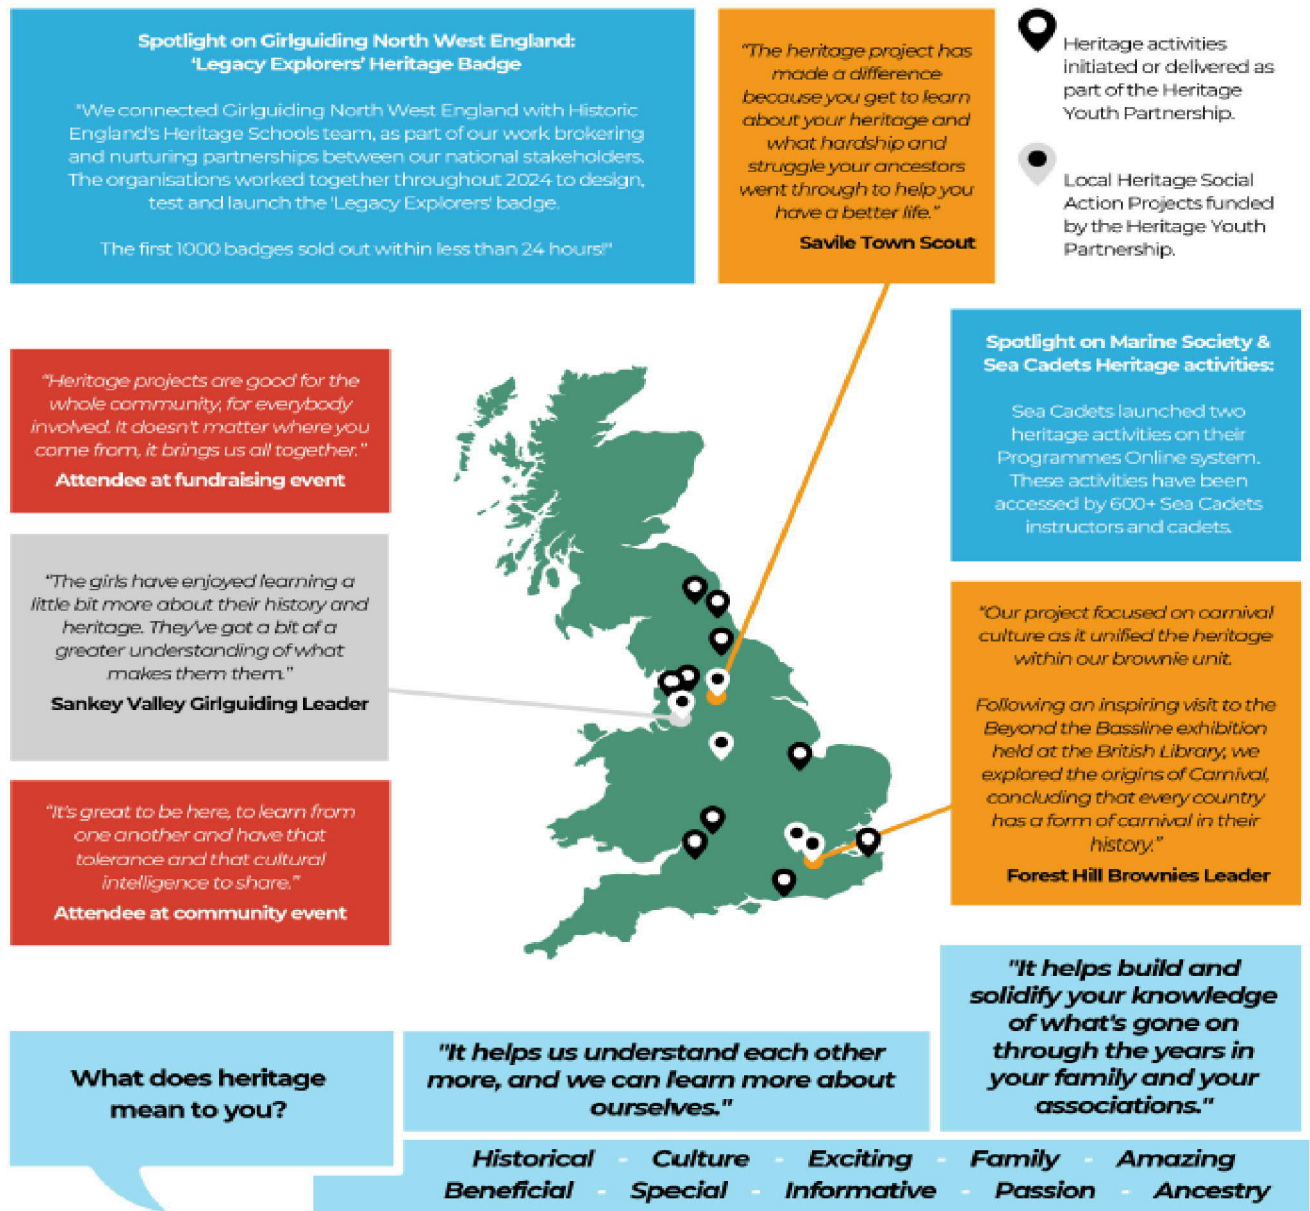 Spotlight on Girlguiding North West England:
'Legacy Explorers' Heritage Badge
"We connected Girlguiding North West England with Historic
England's Heritage Schools team, as part of our work brokering
and nurturing partnerships between our national stakeholders.
The organisations worked together throughout 2024 to design,
test and launch the 'Legacy Explorers' badge.
The first 1000 badges sold out within less than 24 hours!"
"The heritage project has
made a difference
because you get to learn
about your heritage and
what hardship and
struggle your ancestors
went through to help you
have a better life."
Savile Town Scout
Heritage activities
initiated or delivered as
part of the Heritage
Youth Partnership.
Local Heritage Social
Action Projects funded
by the Heritage Youth
Partnership.
"Heritage projects are good for the
whole community, for everybody
involved. It doesn't matter where you
come from, it brings us all together."
Attendee at fundraising event
"The girls have enjoyed learning a
little bit more about their history and
heritage. They've got a bit of a
greater understanding of what
makes them them."
Sankey Valley Girlguiding Leader
"It's great to be here, to learn from
one another and have that
tolerance and that cultural
intelligence to share."
Attendee at community event
Spotlight on Marine Society &
Sea Cadets Heritage activities:
Sea Cadets launched two
heritage activities on their
Programmes Online system.
These activities have been
accessed by 600+ Sea Cadets
instructors and cadets.
"Our project focused on carnival
culture as it unified the heritage
within our brownie unit.
Following an inspiring visit to the
Beyond the Bassline exhibition
held at the British Library, we
explored the origins of Carnival,
concluding that every country
has a form of carnival in their
history."
Forest Hill Brownies Leader
What does heritage
mean to you?
"It helps us understand each other
more, and we can learn more about
ourselves."
"It helps build and
solidify your knowledge
of what's gone on
through the years in
your family and your
associations."
Historical - Culture - Exciting - Family - Amazing
Beneficial - Special - Informative - Passion - Ancestry